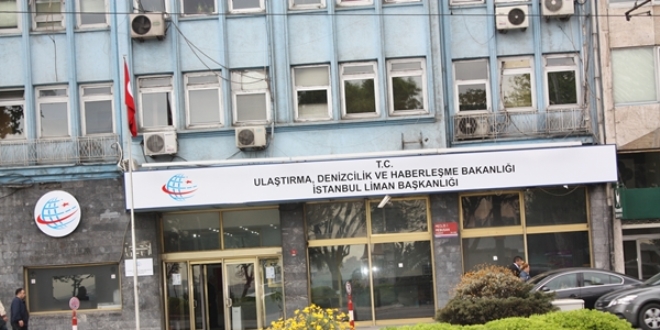 T.C.
ULAŞTIRMA, DENİZCİLİK VE HABERLEŞME BAKANLIĞI
İSTANBUL LİMAN BAŞKANLIĞI